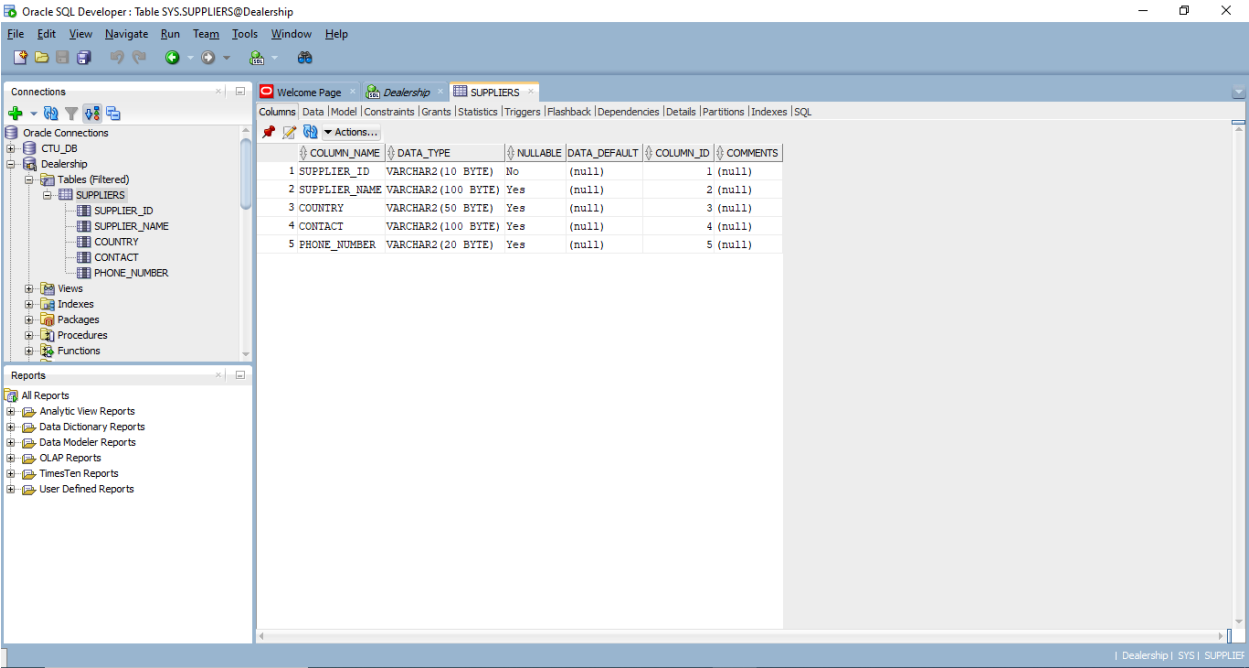 Oracle SQL Developer : Table SYS.SUPPLIERS@Dealership
File Edit View Navigate Run Team Tools Window Help
Connections
Oracle Connections
CTU_DB
Dealership
Tables (Filtered)
SUPPLIERS
SUPPLIER_ID
SUPPLIER_NAME
COUNTRY
CONTACT
PHONE_NUMBER
Views
Indexes
Packages
Procedures
Functions
Reports
All Reports
Analytic View Reports
Data Dictionary Reports
Data Modeler Reports
OLAP Reports
TimesTen Reports
User Defined Reports
Welcome Page Dealership SUPPLIERS
Columns Data Model Constraints Grants Statistics Triggers Flashback Dependencies Details Partitions Indexes SQL
Actions...
COLUMN_NAME DATA_TYPE NULLABLE DATA_DEFAULT COLUMN_ID COMMENTS
1 SUPPLIER_ID VARCHAR2(10 BYTE) No (null) 1 (null)
2 SUPPLIER_NAME VARCHAR2(100 BYTE) Yes (null) 2 (null)
3 COUNTRY VARCHAR2(50 BYTE) Yes (null) 3 (null)
4 CONTACT VARCHAR2(100 BYTE) Yes (null) 4 (null)
5 PHONE_NUMBER VARCHAR2(20 BYTE) Yes (null) 5 (null)
| Dealership | SYS | SUPPLIER